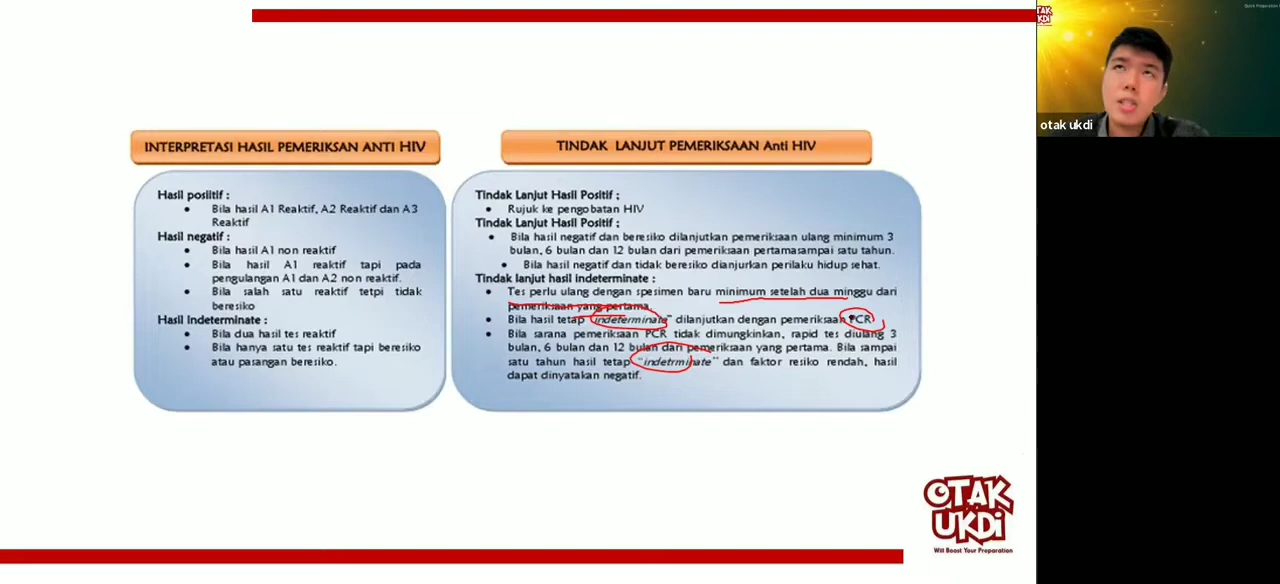 INTERPRETASI HASIL PEMERIKSAN ANTI HIV
Hasil positif :
• Bila hasil A1 Reaktif, A2 Reaktif dan A3
Reaktif
Hasil negatif :
• Bila hasil A1 non reaktif
• Bila hasil A1 reaktif tapi pada
pengulangan A1 dan A2 non reaktif.
• Bila salah satu reaktif tetpi tidak
beresiko
Hasil indeterminate :
• Bila dua hasil tes reaktif
• Bila hanya satu tes reaktif tapi beresiko
atau pasangan beresiko.
TINDAK LANJUT PEMERIKSAAN Anti HIV
Tindak Lanjut Hasil Positif :
• Rujuk ke pengobatan HIV
Tindak Lanjut Hasil Positif :
• Bila hasil negatif dan beresiko dilanjutkan pemeriksaan ulang minimum 3
bulan, 6 bulan dan 12 bulan dari pemeriksaan pertamasampai satu tahun.
• Bila hasil negatif dan tidak beresiko dianjurkan perilaku hidup sehat.
Tindak lanjut hasil indeterminate :
• Tes perlu ulang dengan spesimen baru minimum setelah dua minggu dari
pemeriksaan yang pertama.
• Bila hasil tetap "indeterminate" dilanjutkan dengan pemeriksaan PCR
• Bila sarana pemeriksaan PCR tidak dimungkinkan, rapid tes diulang 3
bulan, 6 bulan dan 12 bulan dari pemeriksaan yang pertama. Bila sampai
satu tahun hasil tetap "indetrminate" dan faktor resiko rendah, hasil
dapat dinyatakan negatif.
OTAK
UKDI
Will Boost Your Preparation
OTAK
UKDI
otak ukdi